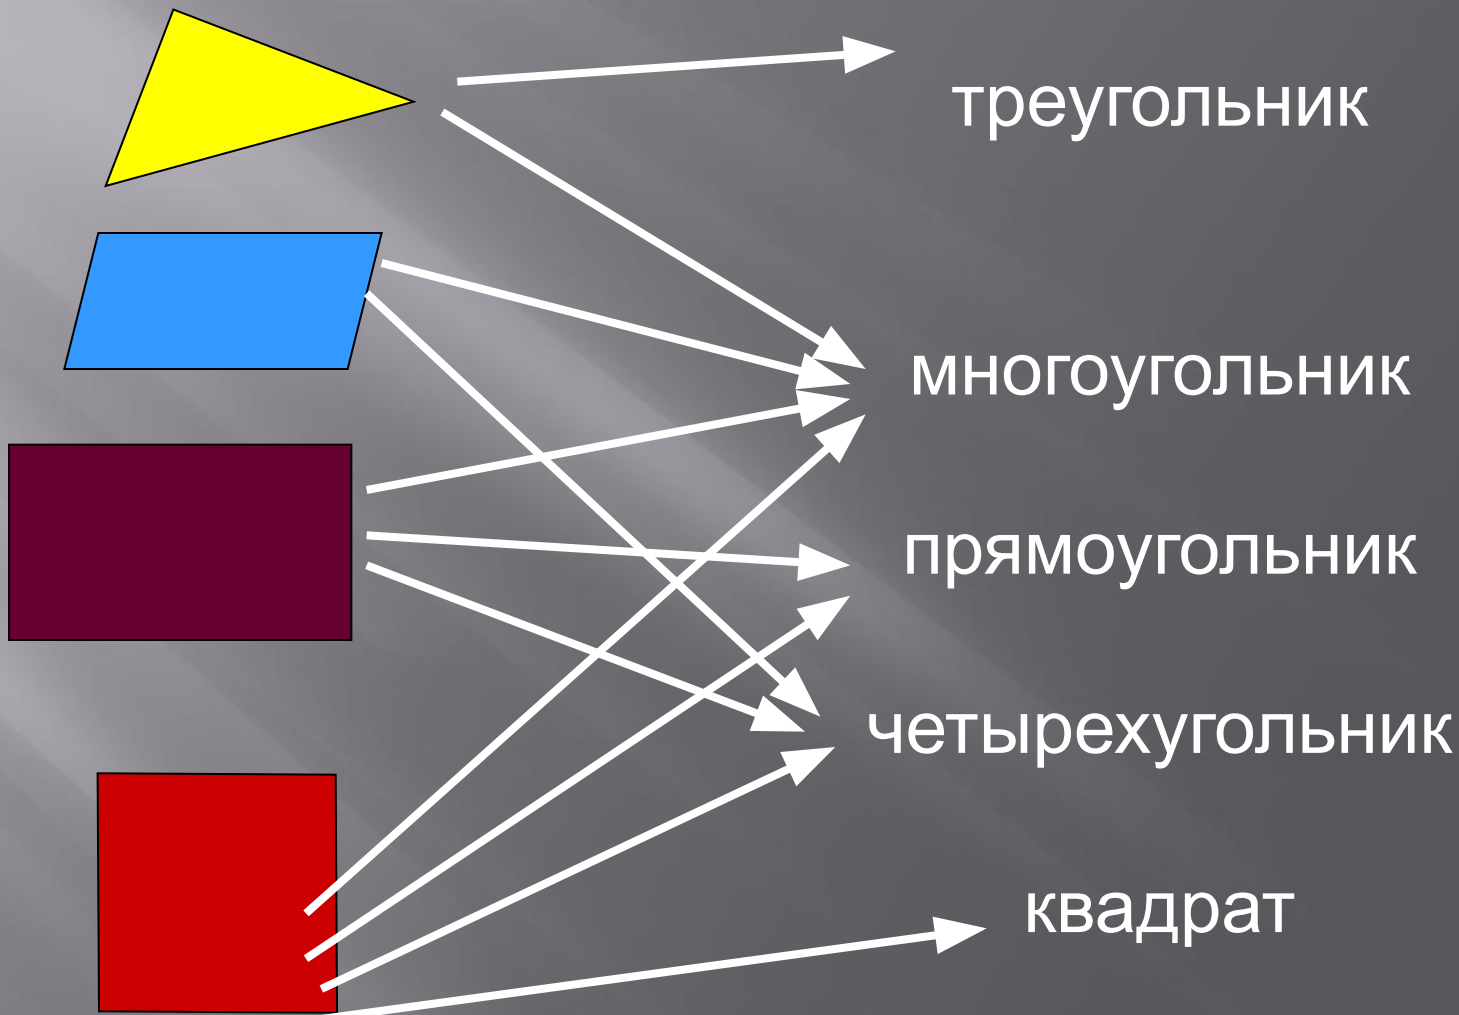 треугольник
многоугольник
прямоугольник
четырехугольник
квадрат